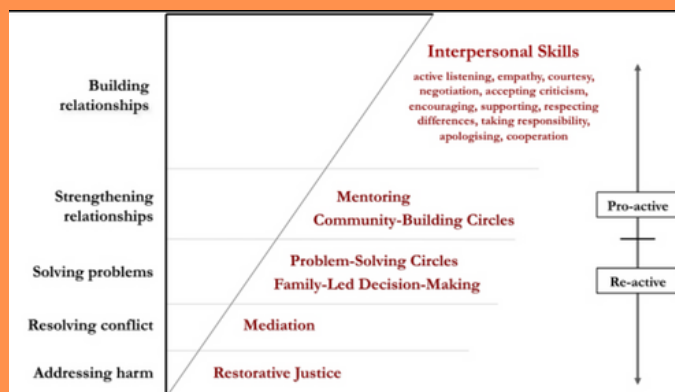 Building
relationships
Interpersonal Skills
active listening, empathy, courtesy,
negotiation, accepting criticism,
encouraging, supporting, respecting
differences, taking responsibility,
apologising, cooperation
Strengthening
relationships
Mentoring
Community-Building Circles
Pro-active
Solving problems
Problem-Solving Circles
Family-Led Decision-Making
Re-active
Resolving conflict
Mediation
Addressing harm
Restorative Justice